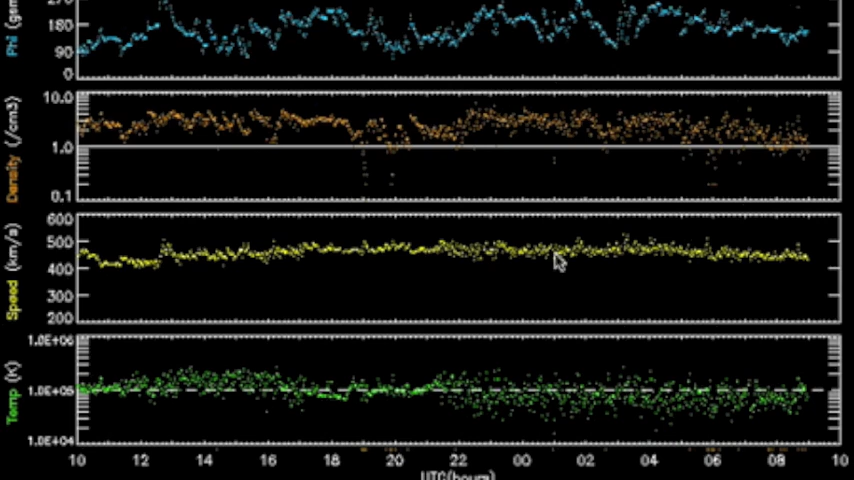 270
Phi (gsm
180
90
0
10.0
Density (/cm3)
1.0
0.1
600
500
Speed (km/s)
400
300
200
1.0E+06
Temp (K)
1.0E+05
1.0E+04
10 12 14 16 18 20 22 00 02 04 06 08 10
UTC(hours)